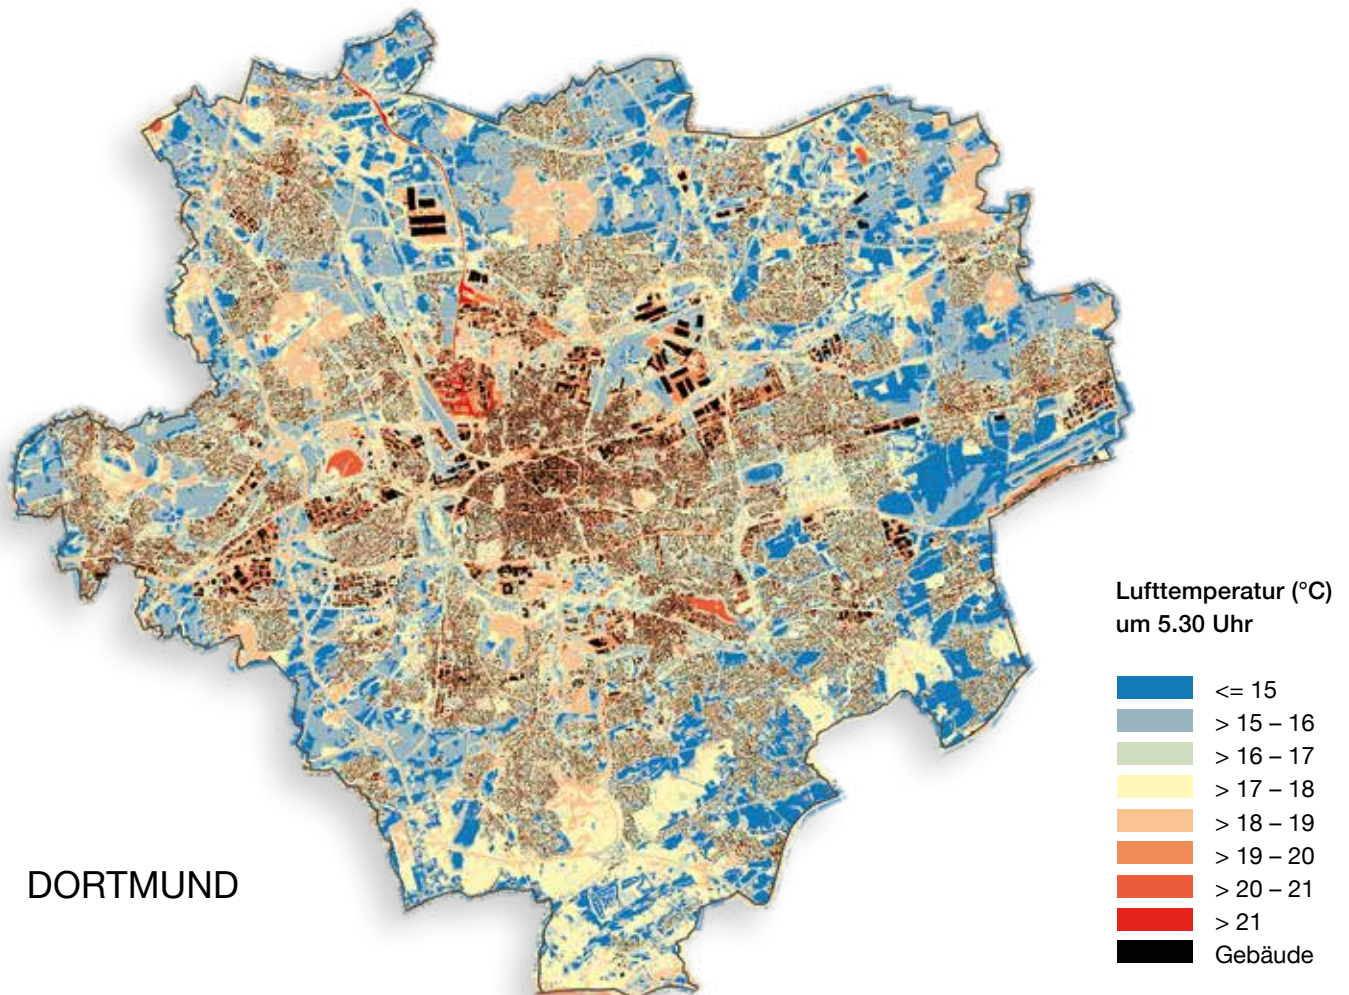 DORTMUND
Lufttemperatur (°C)
um 5.30 Uhr
<= 15
> 15 – 16
> 16 – 17
> 17 – 18
> 18 – 19
> 19 – 20
> 20 – 21
> 21
Gebäude